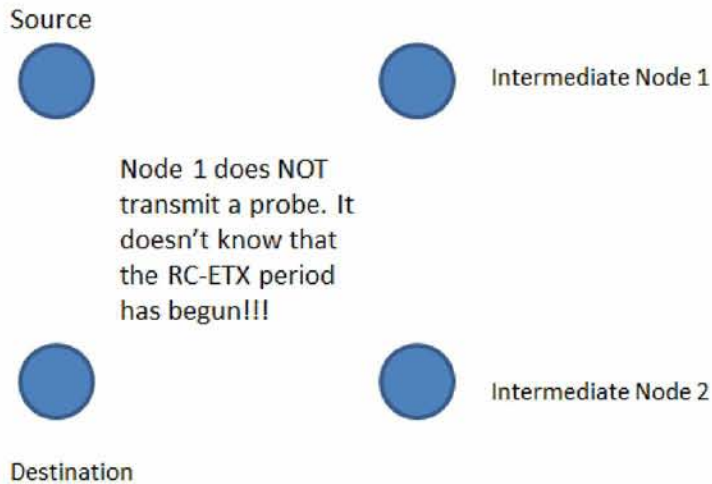 Source
Intermediate Node 1
Node 1 does NOT
transmit a probe. It
doesn't know that
the RC-ETX period
has begun!!!
Intermediate Node 2
Destination